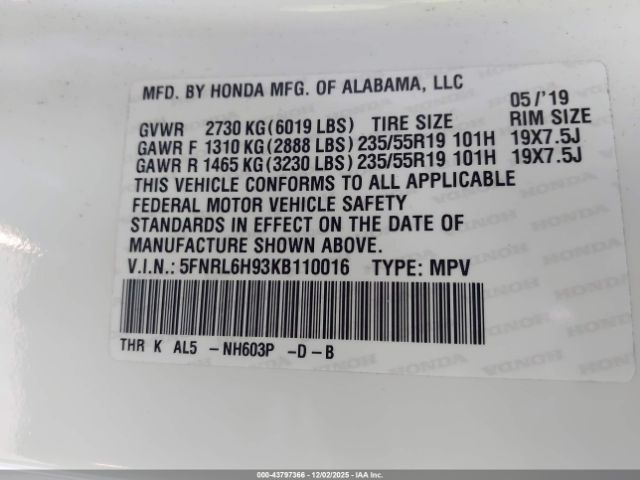 MFD. BY HONDA MFG. OF ALABAMA, LLC
05/'19
GVWR 2730 KG(6019 LBS) TIRE SIZE RIM SIZE
GAWR F 1310 KG(2888 LBS) 235/55R19 101H 19X7.5J
GAWR R 1465 KG(3230 LBS) 235/55R19 101H 19X7.5J
THIS VEHICLE CONFORMS TO ALL APPLICABLE
FEDERAL MOTOR VEHICLE SAFETY
STANDARDS IN EFFECT ON THE DATE OF
MANUFACTURE SHOWN ABOVE.
V.I.N.: 5FNRL6H93KB110016 TYPE: MPV
THR K AL5 -NH603P -D-B
000-43797366 - 12/02/2025 - IAAI.com